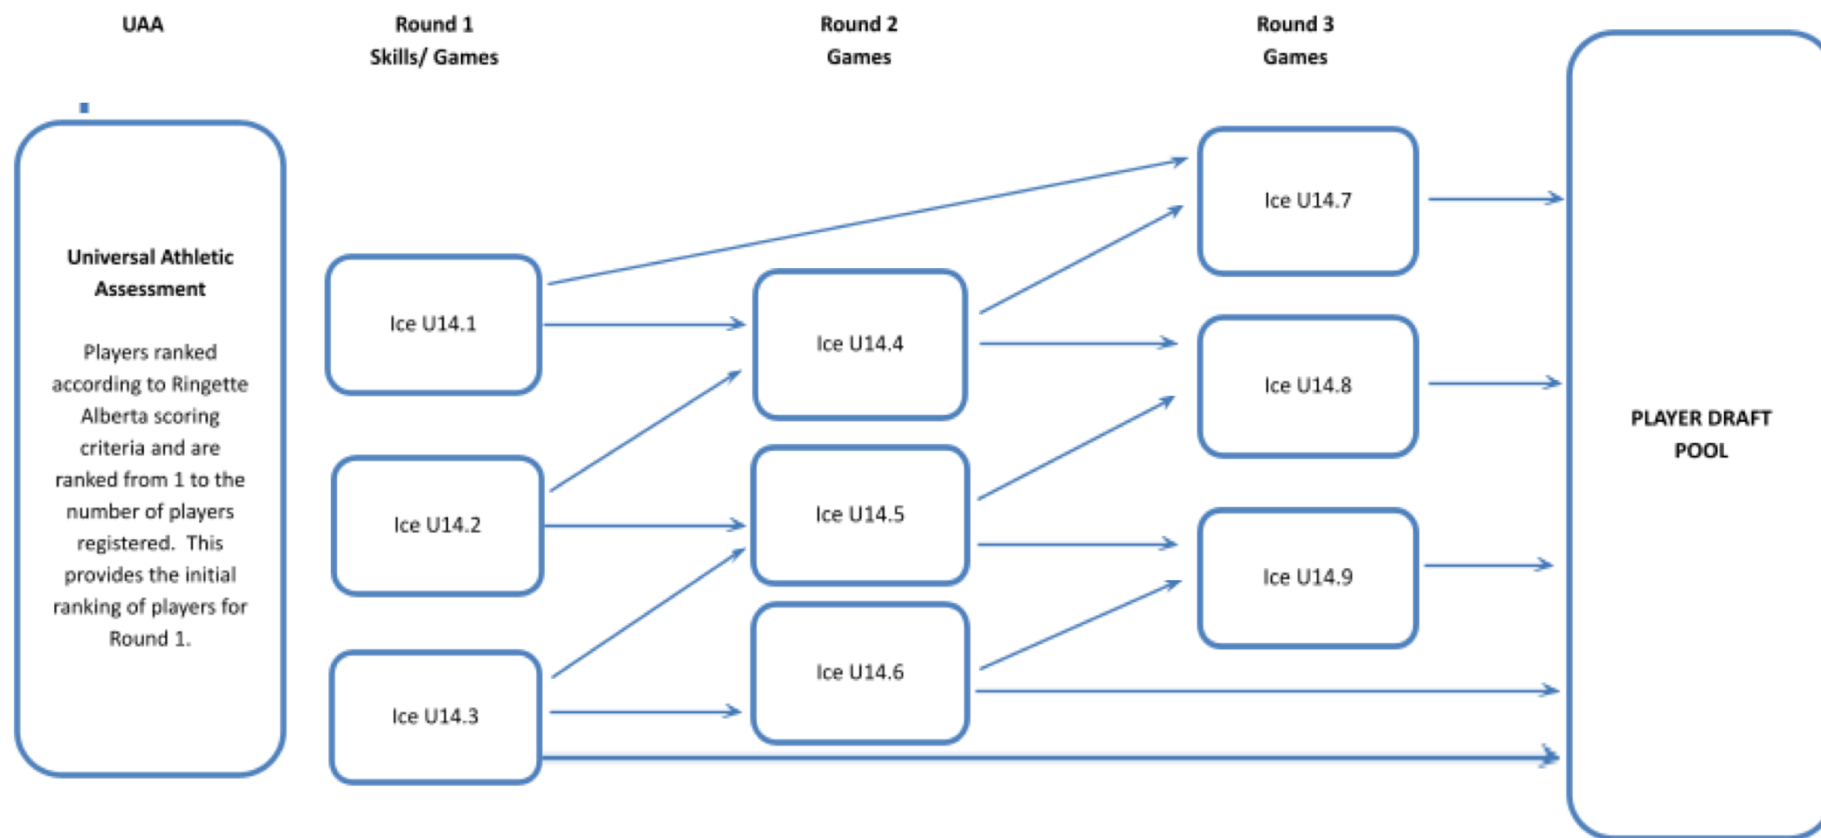 UAA
Round 1
Skills/ Games
Round 2
Games
Round 3
Games
Universal Athletic
Assessment
Players ranked
according to Ringette
Alberta scoring
criteria and are
ranked from 1 to the
number of players
registered.  This
provides the initial
ranking of players for
Round 1.
Ice U14.1
Ice U14.2
Ice U14.3
Ice U14.4
Ice U14.5
Ice U14.6
Ice U14.7
Ice U14.8
Ice U14.9
PLAYER DRAFT
POOL